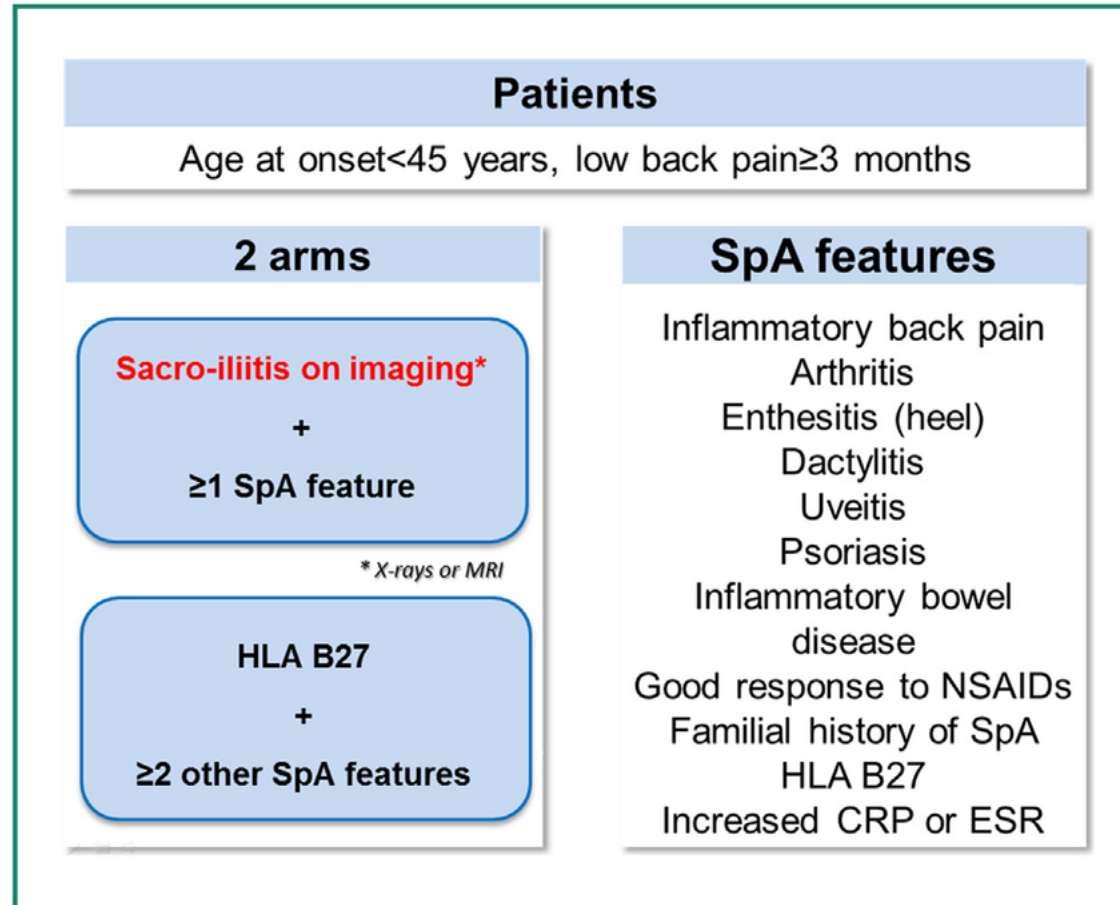 Patients
Age at onset<45 years, low back pain≥3 months
2 arms
Sacro-iliitis on imaging*
+
≥1 SpA feature
* X-rays or MRI
HLA B27
+
≥2 other SpA features
SpA features
Inflammatory back pain
Arthritis
Enthesitis (heel)
Dactylitis
Uveitis
Psoriasis
Inflammatory bowel
disease
Good response to NSAIDs
Familial history of SpA
HLA B27
Increased CRP or ESR